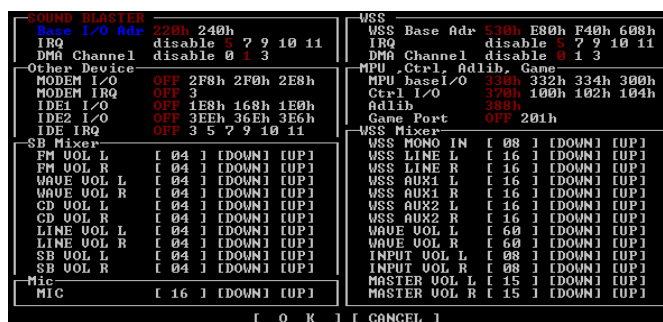 SOUND BLASTER
Base I/O Adr 220h 240h
IRQ disable 5 7 9 10 11
DMA Channel disable 0 1 3
Other Device
MODEM I/O OFF 2F8h 2F0h 2E8h
MODEM IRQ OFF 3
IDE1 I/O OFF 1E8h 168h 1E0h
IDE2 I/O OFF 3EEh 36Eh 3E6h
IDE IRQ OFF 3 5 7 9 10 11
SB Mixer
FM VOL L [ 04 ] [DOWN] [UP]
FM VOL R [ 04 ] [DOWN] [UP]
WAVE VOL L [ 04 ] [DOWN] [UP]
WAVE VOL R [ 04 ] [DOWN] [UP]
CD VOL L [ 04 ] [DOWN] [UP]
CD VOL R [ 04 ] [DOWN] [UP]
LINE VOL L [ 04 ] [DOWN] [UP]
LINE VOL R [ 04 ] [DOWN] [UP]
SB VOL L [ 04 ] [DOWN] [UP]
SB VOL R [ 04 ] [DOWN] [UP]
Mic
MIC [ 16 ] [DOWN] [UP]
WSS
WSS Base Adr 530h E80h F40h 608h
IRQ disable 5 7 9 10 11
DMA Channel disable 0 1 3
MPU ,Ctrl, Adlib, Game
MPU baseI/O 330h 332h 334h 300h
Ctrl I/O 370h 100h 102h 104h
Adlib 388h
Game Port OFF 201h
WSS Mixer
WSS MONO IN [ 08 ] [DOWN] [UP]
WSS LINE L [ 16 ] [DOWN] [UP]
WSS LINE R [ 16 ] [DOWN] [UP]
WSS AUX1 L [ 16 ] [DOWN] [UP]
WSS AUX1 R [ 16 ] [DOWN] [UP]
WSS AUX2 L [ 16 ] [DOWN] [UP]
WSS AUX2 R [ 16 ] [DOWN] [UP]
WAVE VOL L [ 60 ] [DOWN] [UP]
WAVE VOL R [ 60 ] [DOWN] [UP]
INPUT VOL L [ 08 ] [DOWN] [UP]
INPUT VOL R [ 08 ] [DOWN] [UP]
MASTER VOL L [ 15 ] [DOWN] [UP]
MASTER VOL R [ 15 ] [DOWN] [UP]
[ O K ] [ CANCEL ]